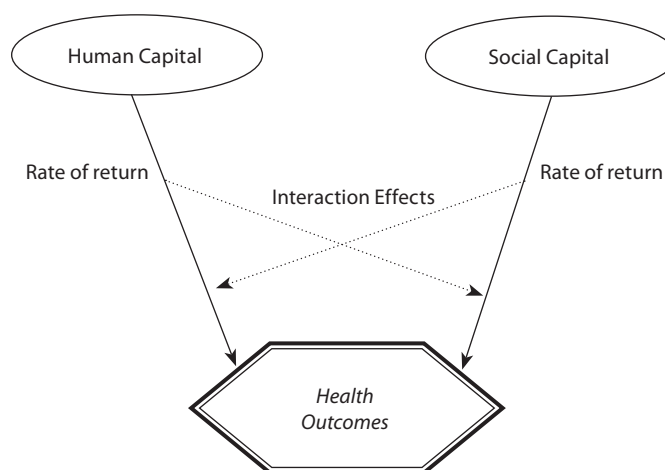 Human Capital
Social Capital
Rate of return
Rate of return
Interaction Effects
Health
Outcomes